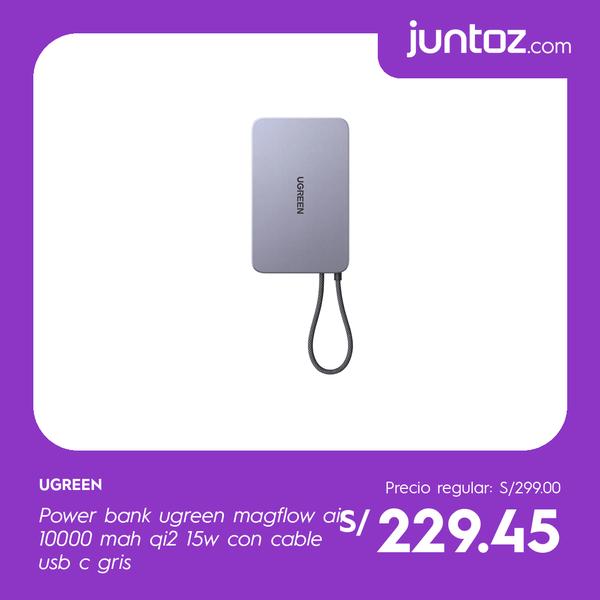 juntoz.com
UGREEN
UGREEN
Precio regular: S/299.00
Power bank ugreen magflow air
10000 mah qi2 15w con cable
usb c gris
S/ 229.45